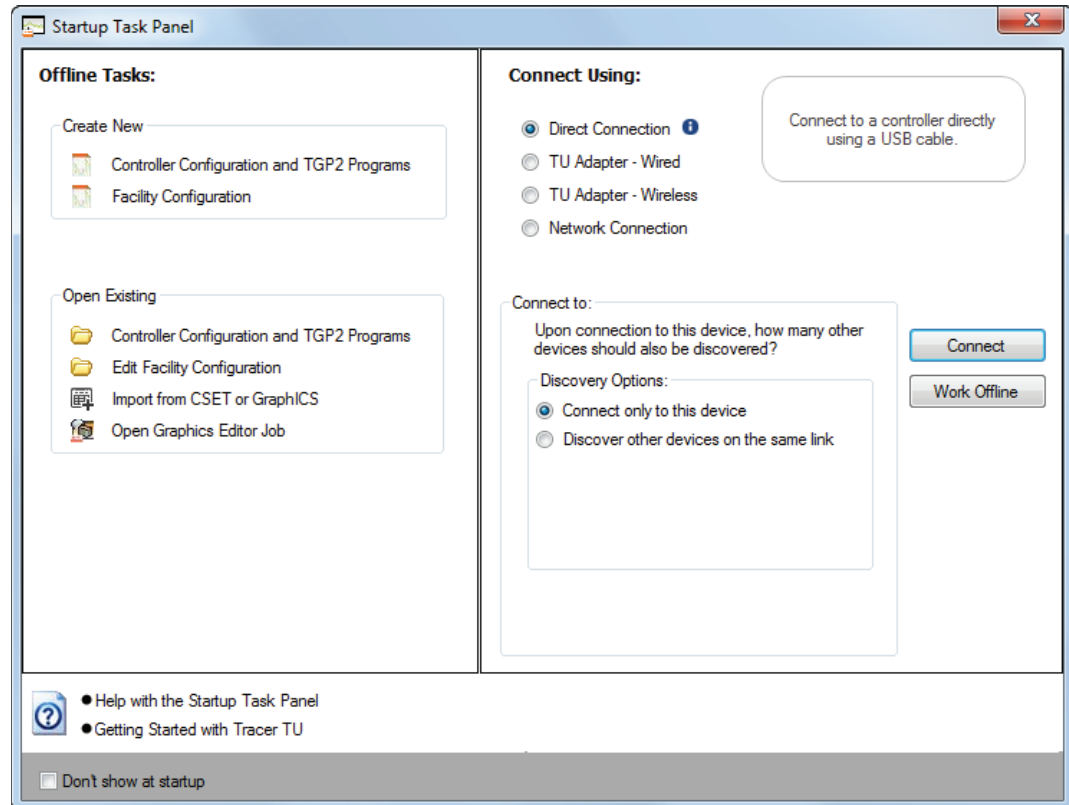 Startup Task Panel
Offline Tasks:
Create New
Controller Configuration and TGP2 Programs
Facility Configuration
Open Existing
Controller Configuration and TGP2 Programs
Edit Facility Configuration
Import from CSET or GraphICS
Open Graphics Editor Job
Connect Using:
Direct Connection
TU Adapter - Wired
TU Adapter - Wireless
Network Connection
Connect to a controller directly
using a USB cable.
Connect to:
Upon connection to this device, how many other
devices should also be discovered?
Discovery Options:
Connect only to this device
Discover other devices on the same link
Connect
Work Offline
Help with the Startup Task Panel
Getting Started with Tracer TU
Don't show at startup